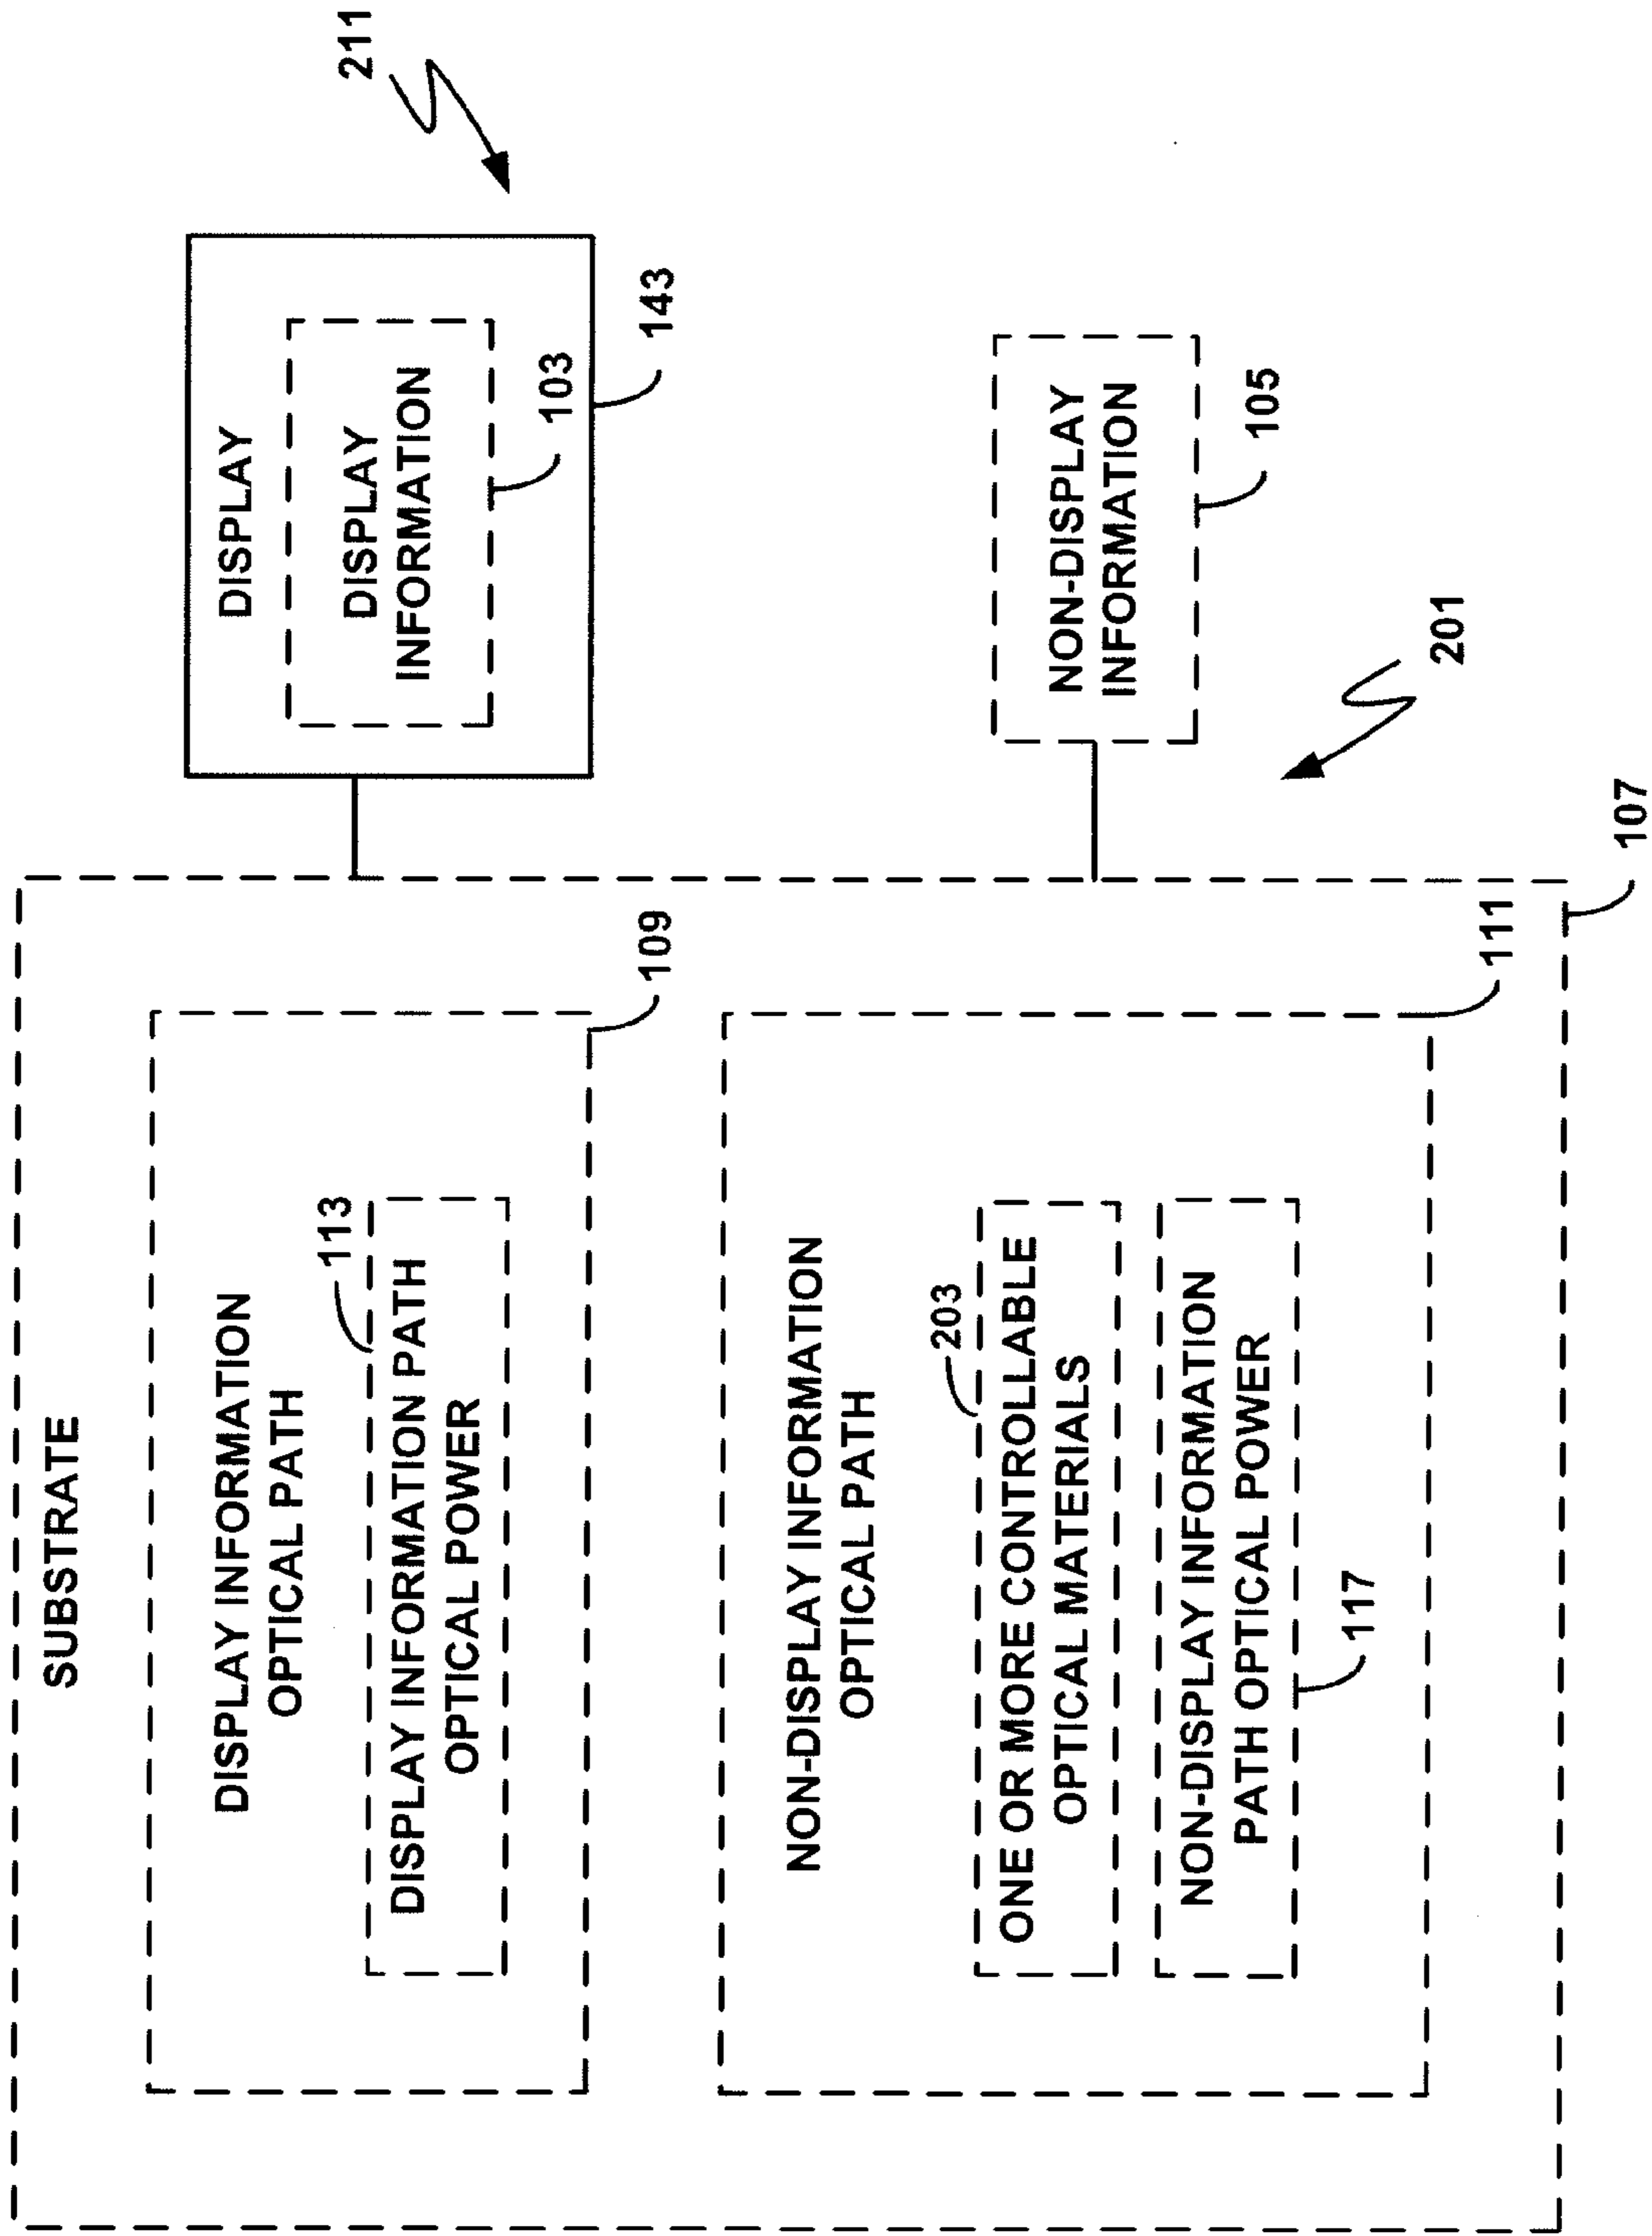 SUBSTRATE
DISPLAY INFORMATION
OPTICAL PATH
113
DISPLAY INFORMATION PATH
OPTICAL POWER
109
NON-DISPLAY INFORMATION
OPTICAL PATH
203
ONE OR MORE CONTROLLABLE
OPTICAL MATERIALS
NON-DISPLAY INFORMATION
PATH OPTICAL POWER
117
111
107
DISPLAY
DISPLAY
INFORMATION
103
143
211
NON-DISPLAY
INFORMATION
105
201